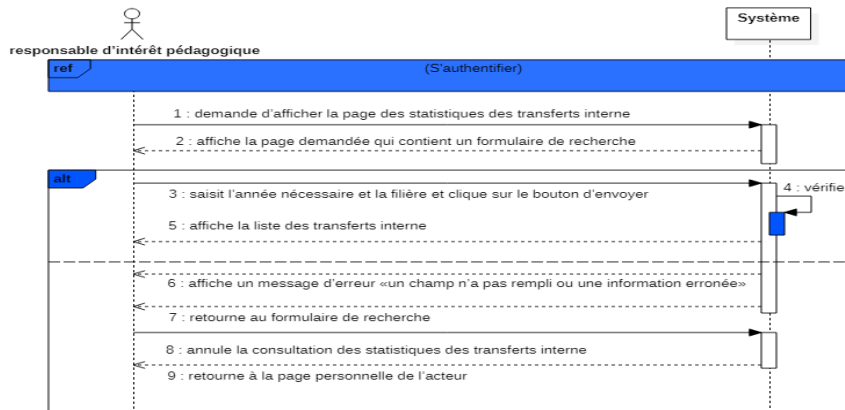 Système
responsable d'intérêt pédagogique
ref
(S'authentifier)
1 : demande d'afficher la page des statistiques des transferts interne
2 : affiche la page demandée qui contient un formulaire de recherche
alt
3 : saisit l'année nécessaire et la filière et clique sur le bouton d'envoyer
4 : vérifie
5 : affiche la liste des transferts interne
6 : affiche un message d'erreur «un champ n'a pas rempli ou une information erronée»
7 : retourne au formulaire de recherche
8 : annule la consultation des statistiques des transferts interne
9 : retourne à la page personnelle de l'acteur